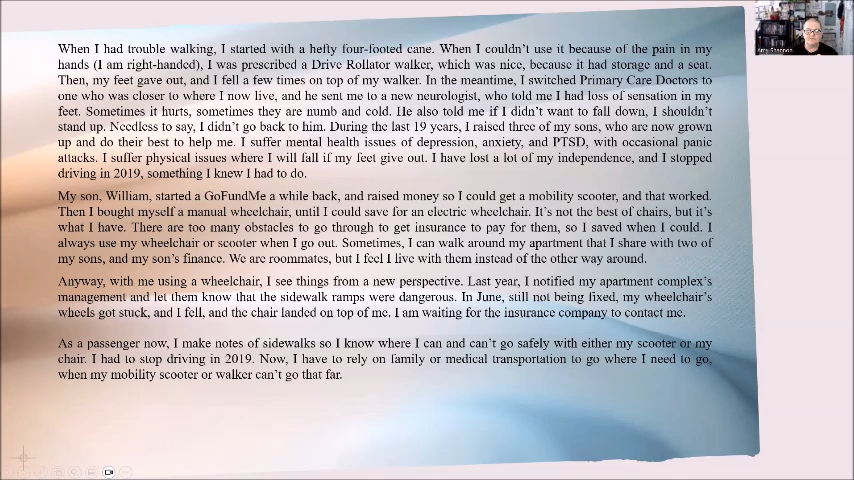 When I had trouble walking, I started with a hefty four-footed cane. When I couldn't use it because of the pain in my
hands (I am right-handed), I was prescribed a Drive Rollator walker, which was nice, because it had storage and a seat.
Then, my feet gave out, and I fell a few times on top of my walker. In the meantime, I switched Primary Care Doctors to
one who was closer to where I now live, and he sent me to a new neurologist, who told me I had loss of sensation in my
feet. Sometimes it hurts, sometimes they are numb and cold. He also told me if I didn't want to fall down, I shouldn't
stand up. Needless to say, I didn't go back to him. During the last 19 years, I raised three of my sons, who are now grown
up and do their best to help me. I suffer mental health issues of depression, anxiety, and PTSD, with occasional panic
attacks. I suffer physical issues where I will fall if my feet give out. I have lost a lot of my independence, and I stopped
driving in 2019, something I knew I had to do.
My son, William, started a GoFundMe a while back, and raised money so I could get a mobility scooter, and that worked.
Then I bought myself a manual wheelchair, until I could save for an electric wheelchair. It's not the best of chairs, but it's
what I have. There are too many obstacles to go through to get insurance to pay for them, so I saved when I could. I
always use my wheelchair or scooter when I go out. Sometimes, I can walk around my apartment that I share with two of
my sons, and my son's finance. We are roommates, but I feel I live with them instead of the other way around.
Anyway, with me using a wheelchair, I see things from a new perspective. Last year, I notified my apartment complex's
management and let them know that the sidewalk ramps were dangerous. In June, still not being fixed, my wheelchair's
wheels got stuck, and I fell, and the chair landed on top of me. I am waiting for the insurance company to contact me.
As a passenger now, I make notes of sidewalks so I know where I can and can't go safely with either my scooter or my
chair. I had to stop driving in 2019. Now, I have to rely on family or medical transportation to go where I need to go,
when my mobility scooter or walker can't go that far.
Amy Shannon